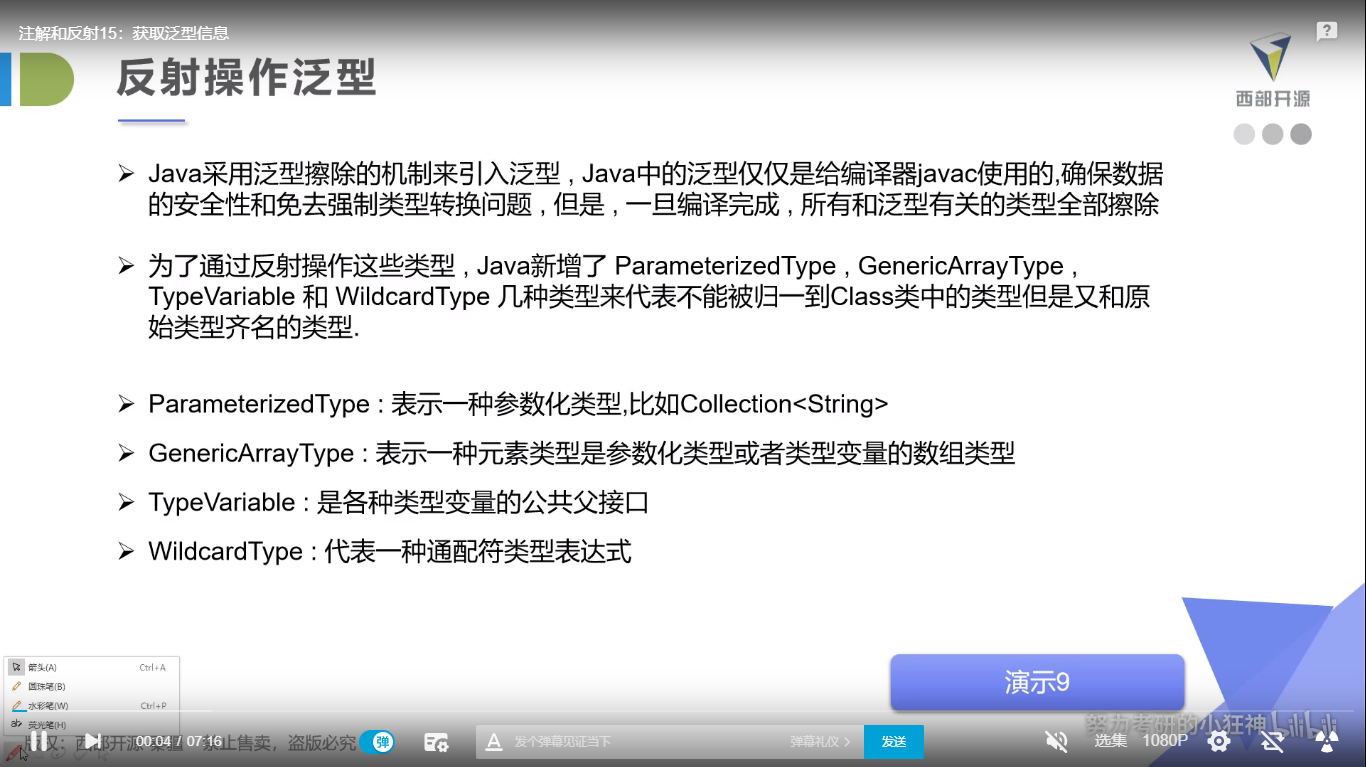 注解和反射15：获取泛型信息
反射操作泛型
西部开源
Java采用泛型擦除的机制来引入泛型 , Java中的泛型仅仅是给编译器javac使用的,确保数据
的安全性和免去强制类型转换问题 , 但是 , 一旦编译完成 , 所有和泛型有关的类型全部擦除
为了通过反射操作这些类型 , Java新增了 ParameterizedType , GenericArrayType ,
TypeVariable 和 WildcardType 几种类型来代表不能被归一到Class类中的类型但是又和原
始类型齐名的类型.
ParameterizedType : 表示一种参数化类型,比如Collection<String>
GenericArrayType : 表示一种元素类型是参数化类型或者类型变量的数组类型
TypeVariable : 是各种类型变量的公共父接口
WildcardType : 代表一种通配符类型表达式
箭头(A) Ctrl+A
圆珠笔(B)
水彩笔(W) Ctrl+P
荧光笔(H)
演示9
努力考研的小狂神 bilibili
版权：西部开源 禁止售卖，盗版必究
00:04 / 07:16
弹
发个弹幕见证当下
弹幕礼仪
发送
选集
1080P